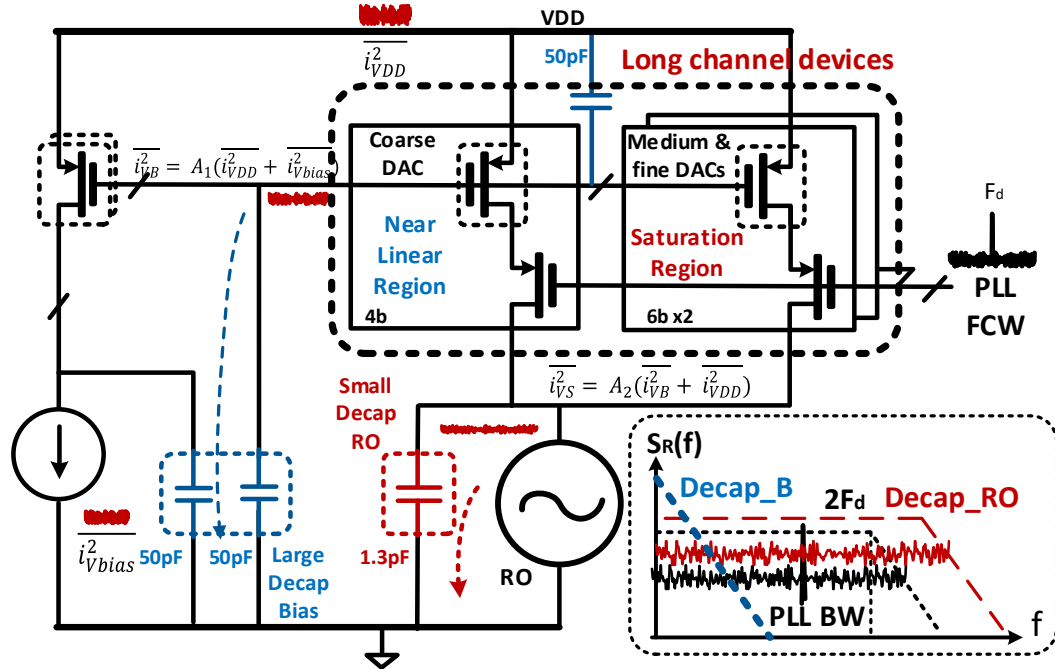 VDD
i²VDD
50pF
Long channel devices
Coarse
DAC
Medium &
fine DACs
i²VB = A₁(i²VDD + i²Vbias)
Near
Linear
Region
Saturation
Region
Fd
PLL
FCW
4b
6b x2
i²VS = A₂(i²VB + i²VDD)
Small
Decap
RO
i²Vbias
50pF
50pF
Large
Decap
Bias
1.3pF
RO
SR(f)
Decap_B
2Fd
Decap_RO
PLL BW
f